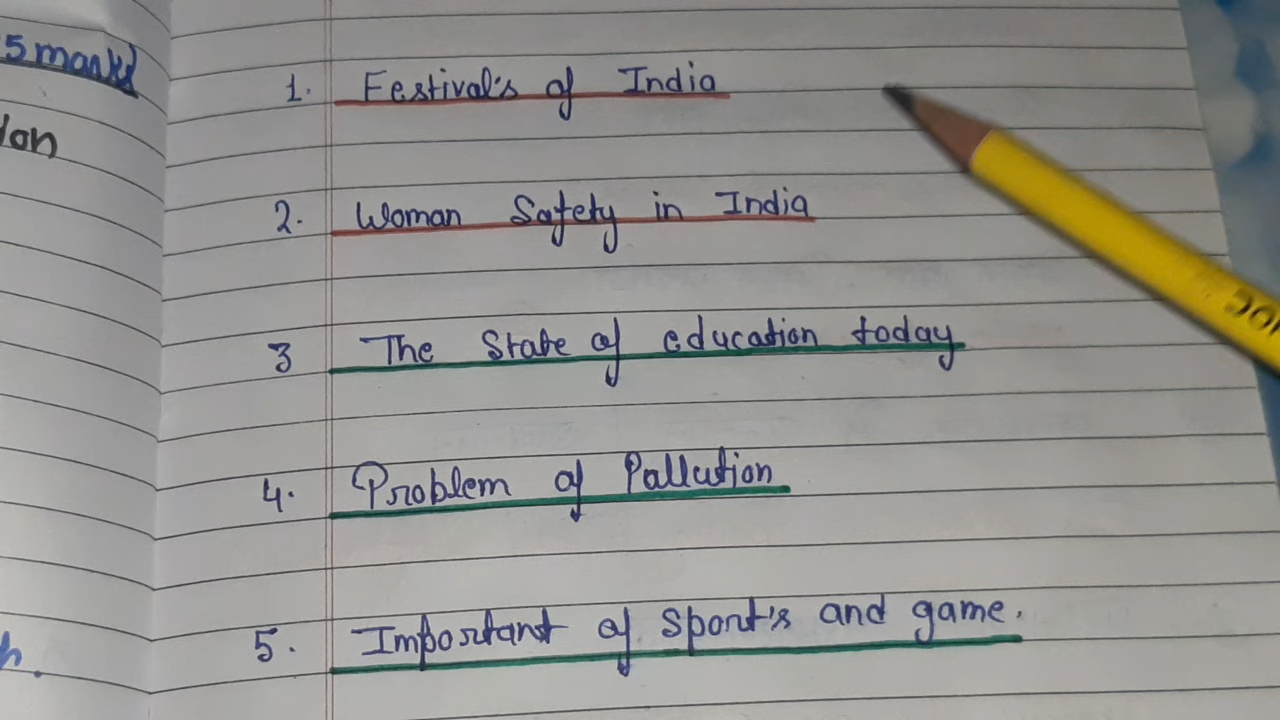 5 marks
1. Festival's of India
2. Woman Safety in India
3 The State of education today
4. Problem of Pallution
5. Important of sport's and game.